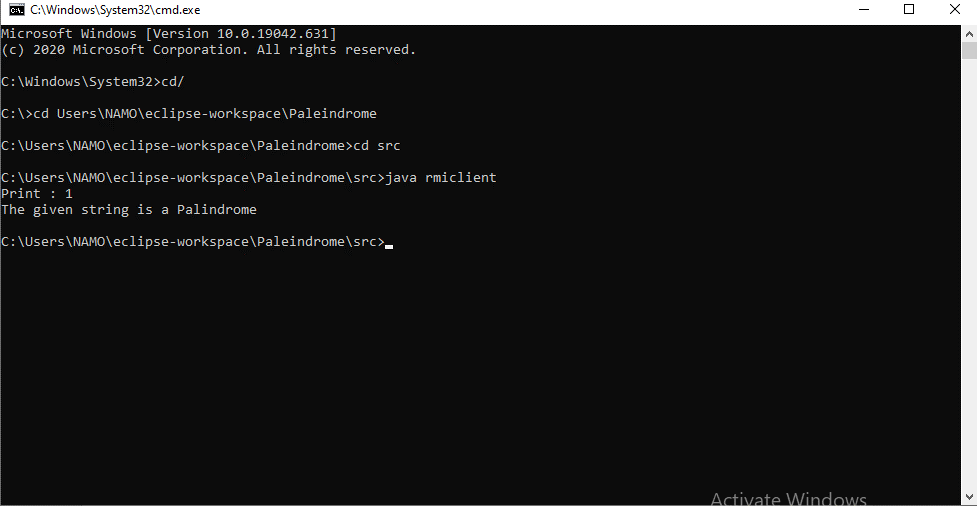 C:\Windows\System32\cmd.exe
Microsoft Windows [Version 10.0.19042.631]
(c) 2020 Microsoft Corporation. All rights reserved.
C:\Windows\System32>cd/
C:\>cd Users\NAMO\eclipse-workspace\Paleindrome
C:\Users\NAMO\eclipse-workspace\Paleindrome>cd src
C:\Users\NAMO\eclipse-workspace\Paleindrome\src>java rmiclient
Print : 1
The given string is a Palindrome
C:\Users\NAMO\eclipse-workspace\Paleindrome\src>
Activate Windows